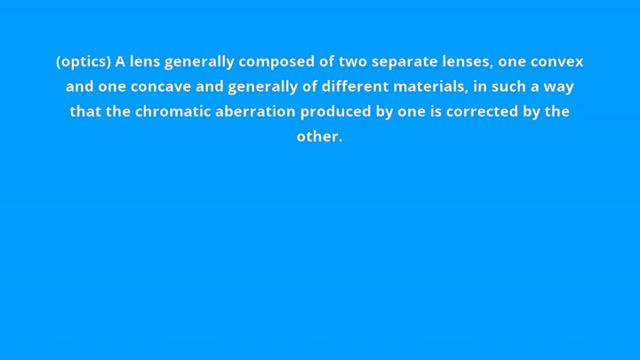 (optics) A lens generally composed of two separate lenses, one convex
and one concave and generally of different materials, in such a way
that the chromatic aberration produced by one is corrected by the
other.